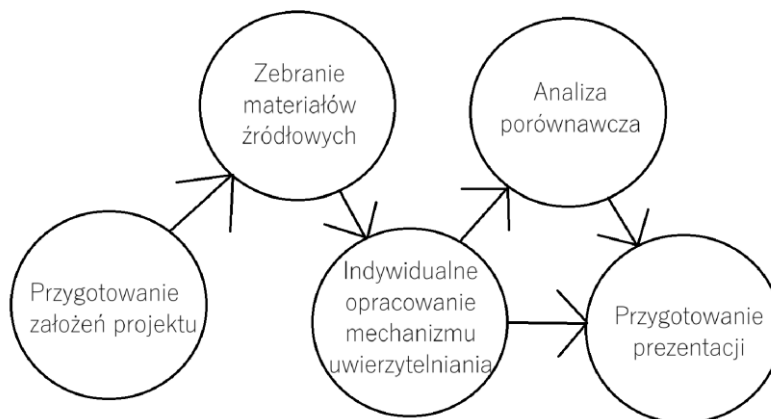 Zebranie
materiałów
źródłowych
Analiza
porównawcza
Przygotowanie
założeń projektu
Indywidualne
opracowanie
mechanizmu
uwierzytelniania
Przygotowanie
prezentacji